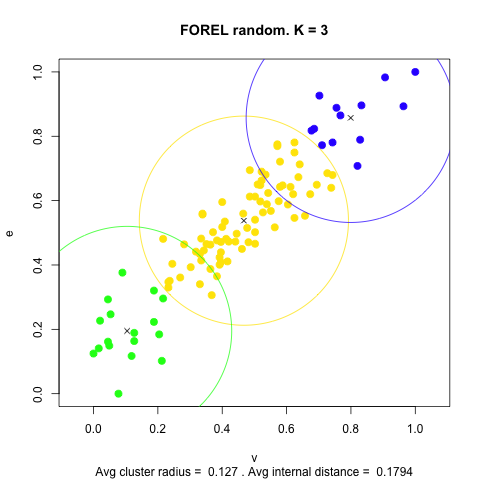 FOREL random. K = 3
1.0
0.8
0.6
0.4
0.2
0.0
e
0.0 0.2 0.4 0.6 0.8 1.0
v
Avg cluster radius =  0.127 . Avg internal distance =  0.1794